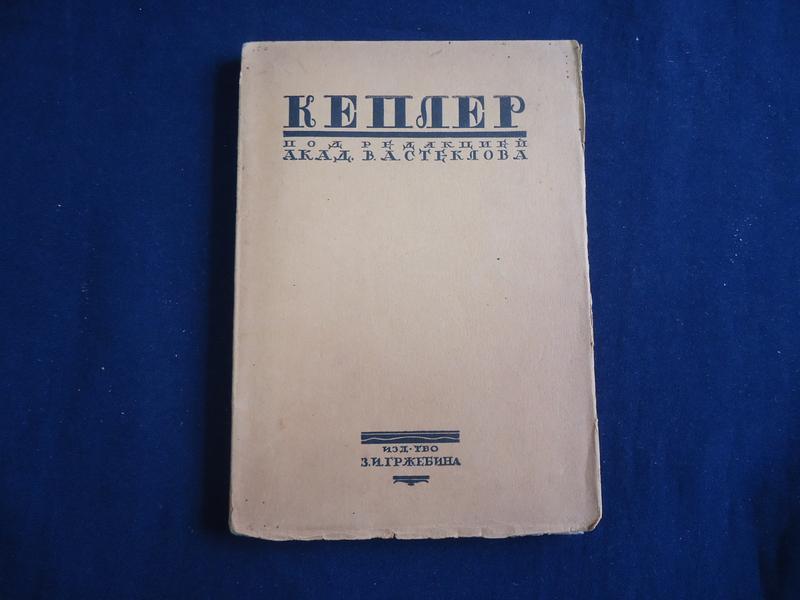 КЕПЛЕР
ПОД РЕДАКЦИЕЙ
АКАД. В.А СТЕКЛОВА
ИЗД-ТВО
З.И.ГРЖЕБИНА